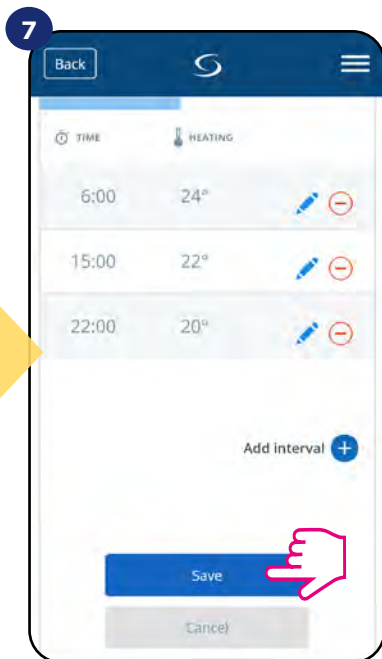 7
Back
TIME HEATING
6:00 24°
15:00 22°
22:00 20°
Add interval
Save
Cancel